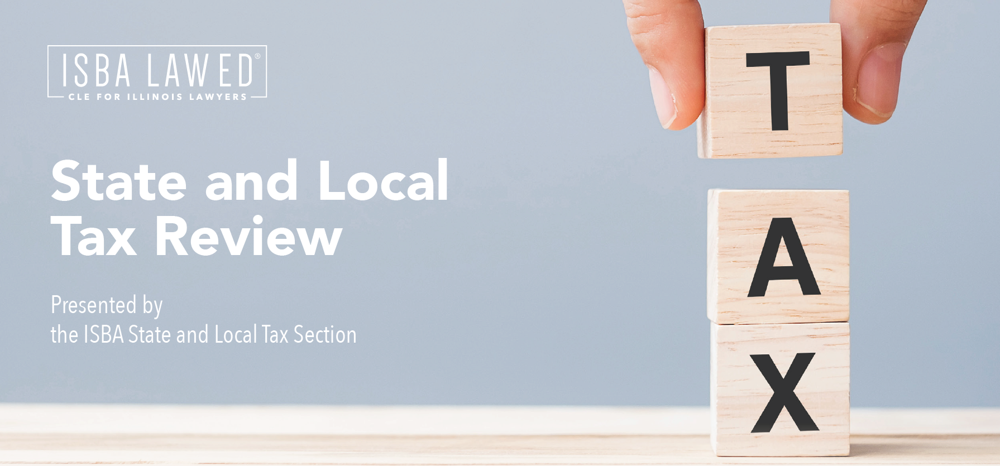 ISBA LAWED®
CLE FOR ILLINOIS LAWYERS
State and Local
Tax Review
Presented by
the ISBA State and Local Tax Section
T
A
X